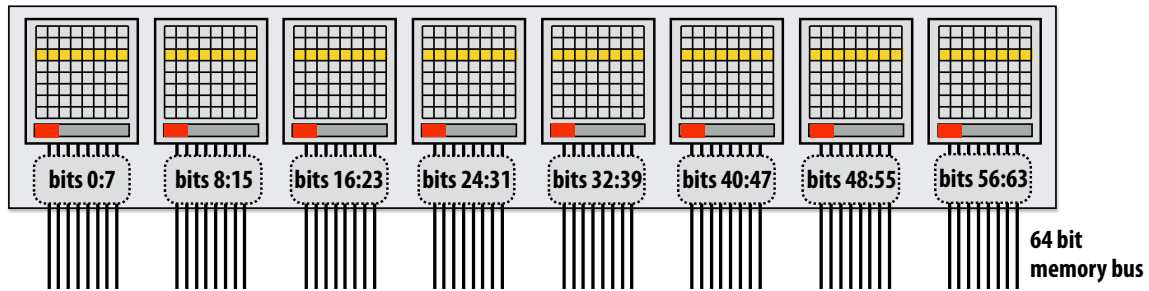 bits 0:7
bits 8:15
bits 16:23
bits 24:31
bits 32:39
bits 40:47
bits 48:55
bits 56:63
64 bit
memory bus